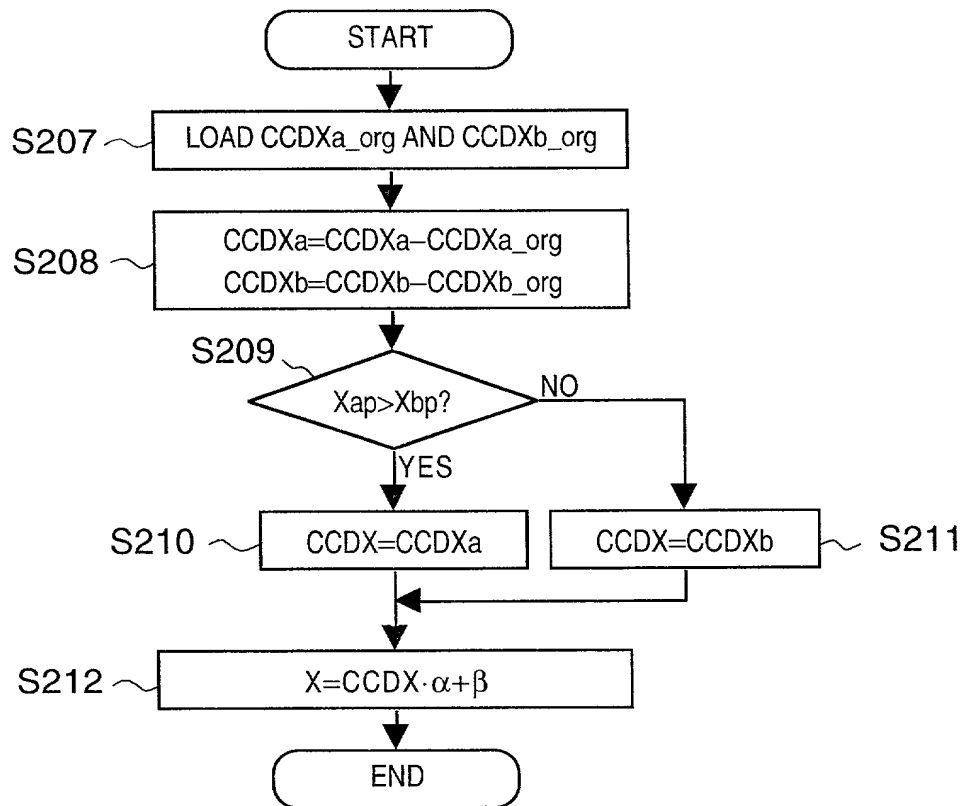 START
S207
LOAD CCDXa_org AND CCDXb_org
S208
CCDXa=CCDXa−CCDXa_org
CCDXb=CCDXb−CCDXb_org
S209
Xap>Xbp?
NO
YES
S210
CCDX=CCDXa
CCDX=CCDXb
S211
S212
X=CCDX·α+β
END